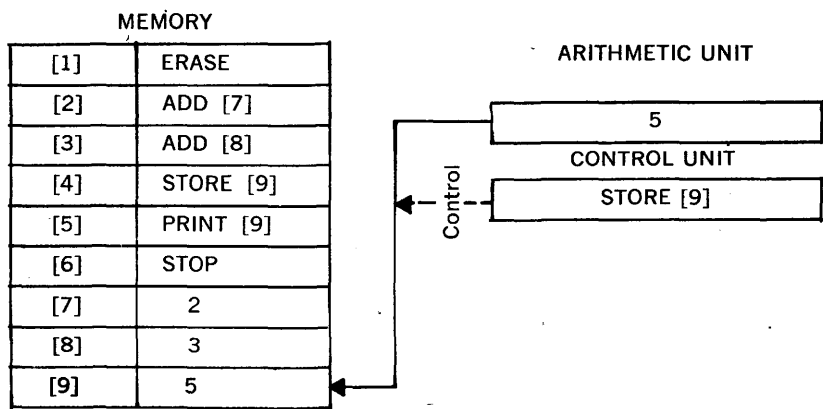 MEMORY
[1] ERASE
[2] ADD [7]
[3] ADD [8]
[4] STORE [9]
[5] PRINT [9]
[6] STOP
[7] 2
[8] 3
[9] 5
ARITHMETIC UNIT
5
CONTROL UNIT
STORE [9]
Control